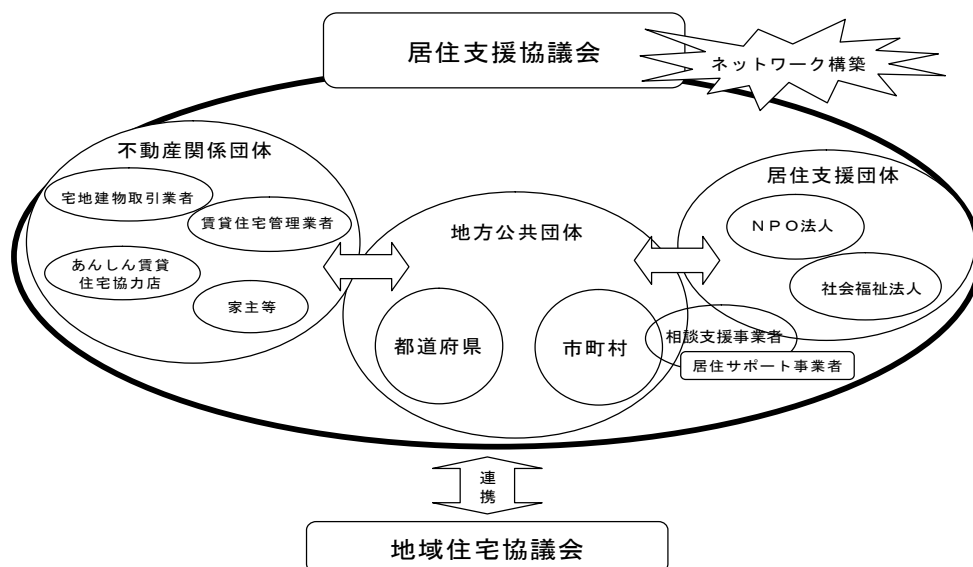 居住支援協議会
ネットワーク構築
不動産関係団体
宅地建物取引業者
賃貸住宅管理業者
あんしん賃貸
住宅協力店
家主等
地方公共団体
都道府県
市町村
居住支援団体
NPO法人
社会福祉法人
相談支援事業者
居住サポート事業者
連
携
地域住宅協議会